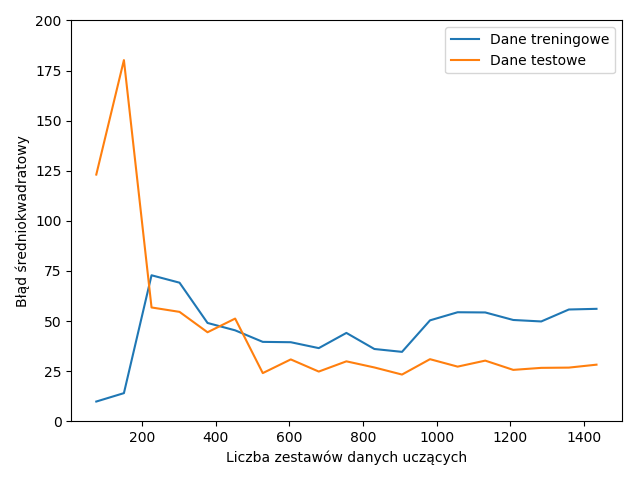 200
175
150
125
100
75
50
25
0
Błąd średniokwadratowy
Dane treningowe
Dane testowe
200 400 600 800 1000 1200 1400
Liczba zestawów danych uczących